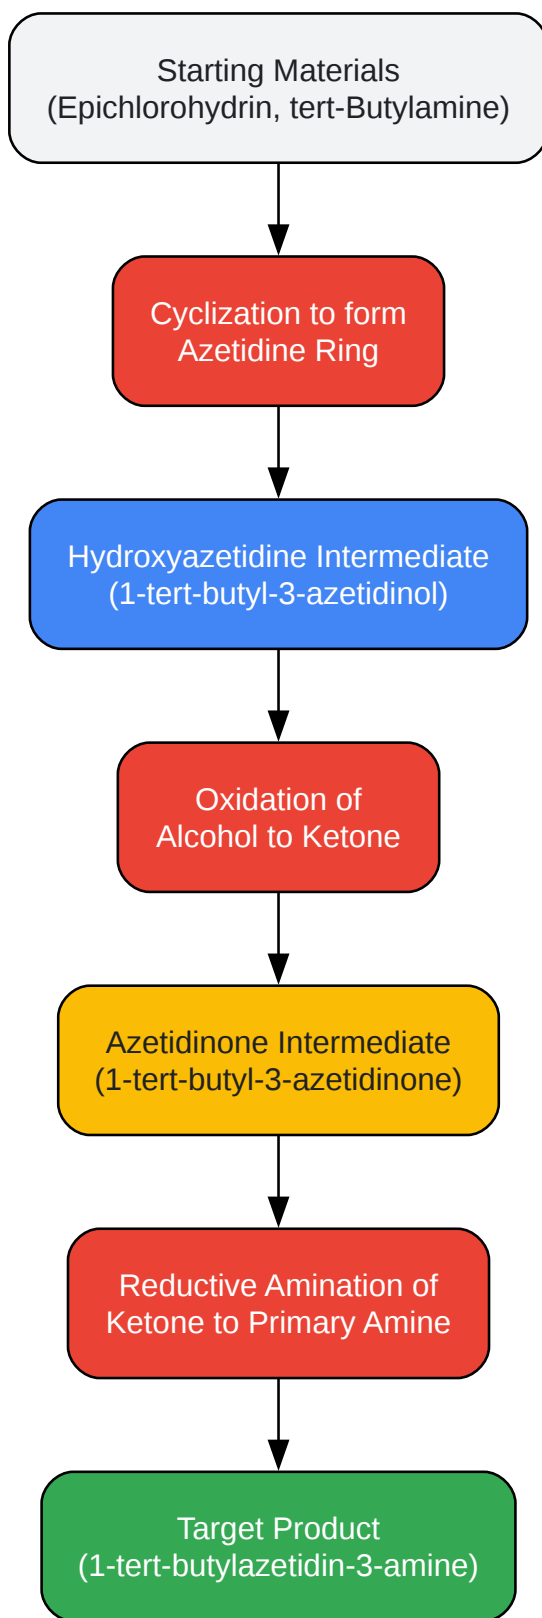 Starting Materials
(Epichlorohydrin, tert-Butylamine)
Cyclization to form
Azetidine Ring
Hydroxyazetidine Intermediate
(1-tert-butyl-3-azetidinol)
Oxidation of
Alcohol to Ketone
Azetidinone Intermediate
(1-tert-butyl-3-azetidinone)
Reductive Amination of
Ketone to Primary Amine
Target Product
(1-tert-butylazetidin-3-amine)